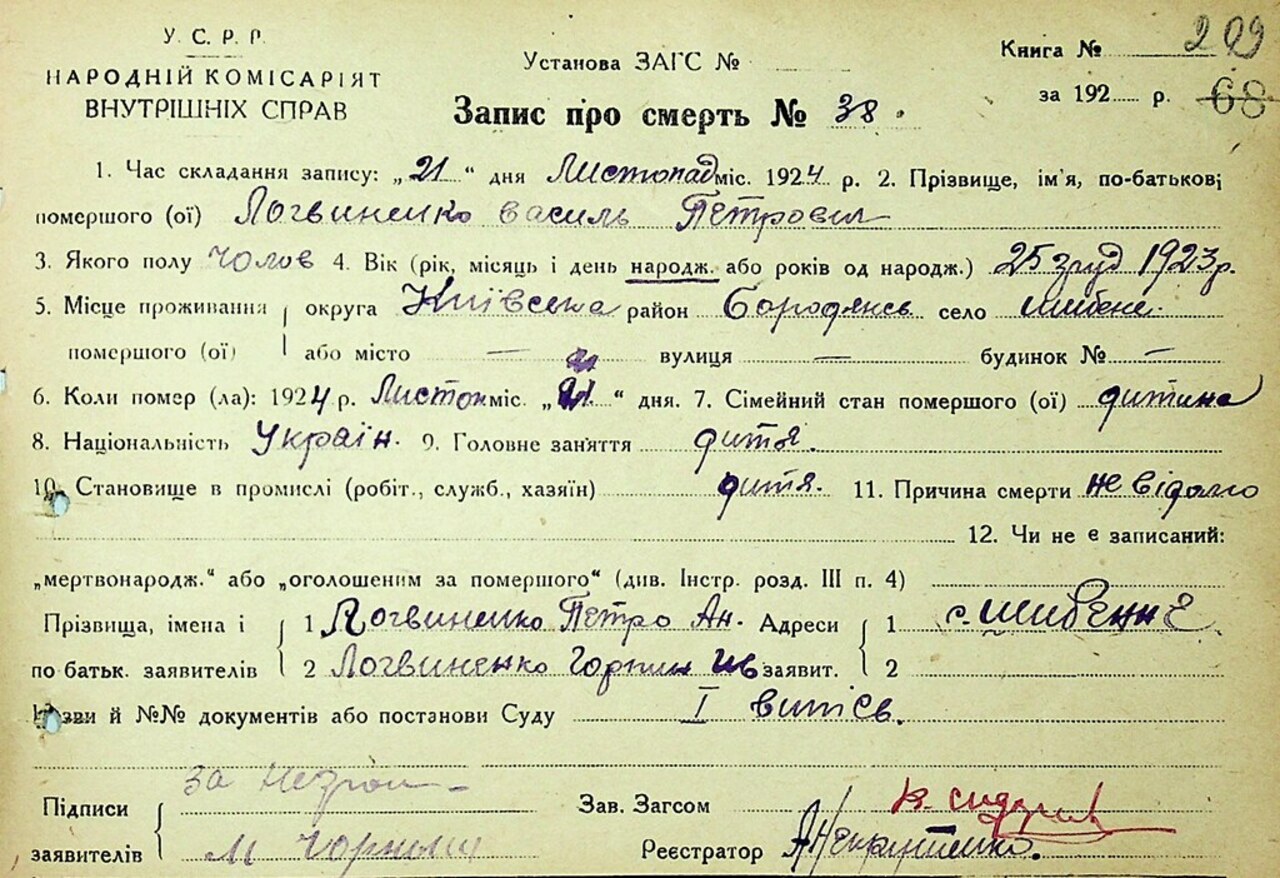 У. С. Р. Р.
НАРОДНІЙ КОМІСАРІЯТ
ВНУТРІШНІХ СПРАВ
Установа ЗАГС №
Книга № 209
за 192 р. 68
Запис про смерть № 38.
1. Час складання запису: „21" дня Листопад міс. 1924 р. 2. Прізвище, ім'я, по-батькові
помершого (ої) Логвиненко Василь Петрович
3. Якого полу Чолов 4. Вік (рік, місяць і день народж. або років од народж.) 25 груд 1923 р.
5. Місце проживання округа Київська район Бородянсь село Шибене.
помершого (ої) або місто — вулиця — будинок № —
6. Коли помер (ла): 1924 р. Листоп міс. „21" дня. 7. Сімейний стан помершого (ої) дитина
8. Національність Україн. 9. Головне заняття дитя.
10. Становище в промислі (робіт., служб., хазяїн) дитя. 11. Причина смерти не відомо
12. Чи не є записаний:
„мертвонародж." або „оголошеним за помершого" (див. Інстр. розд. III п. 4)
Прізвища, імена і 1 Логвиненко Петро Ан. Адреси 1 с. Шибенне
по батьк. заявителів 2 Логвиненко Горпин Ив заявит. 2
зви й №№ документів або постанови Суду I
за
Підписи Зав. Загсом
заявителів Реєстратор